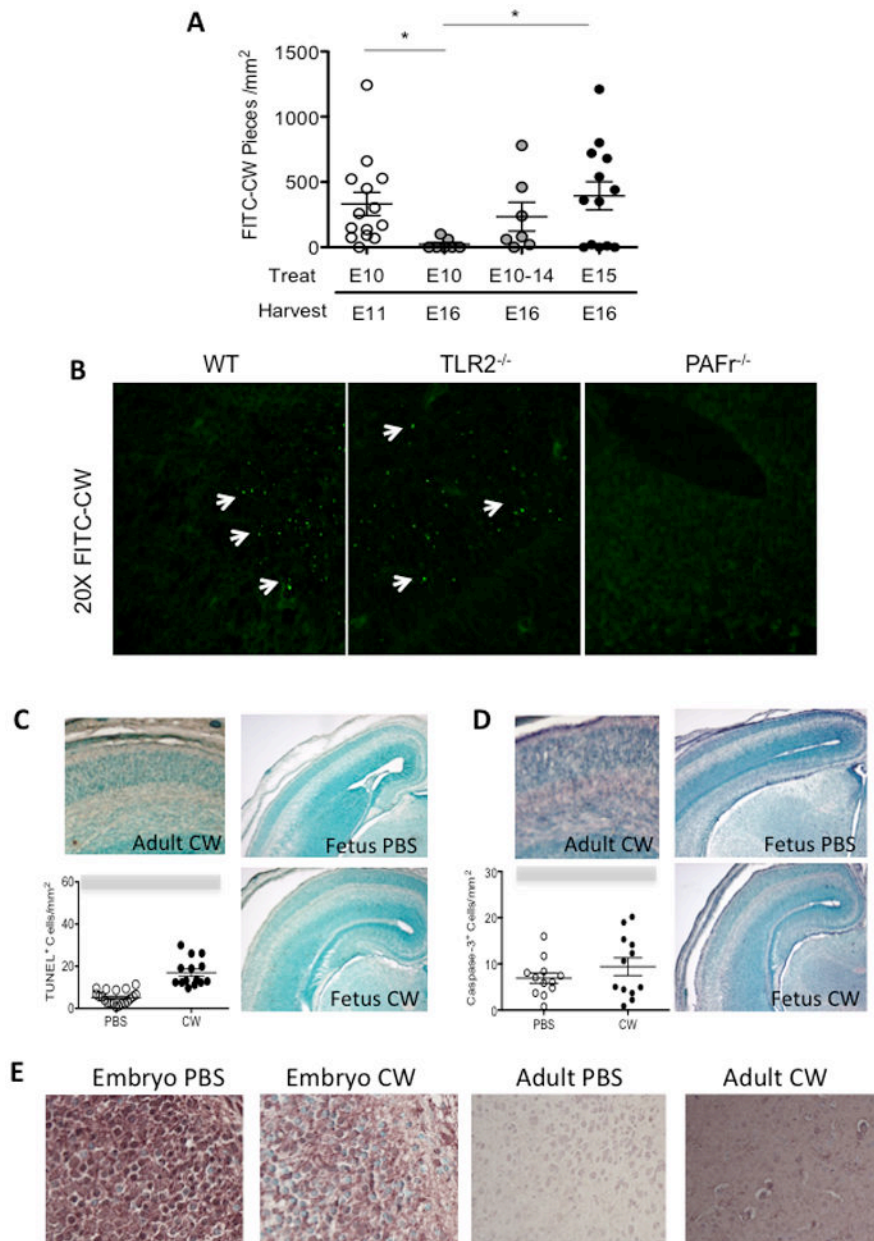 A
*
*
FITC-CW Pieces /mm²
1500
1000
500
0
Treat E10 E10 E10-14 E15
Harvest E11 E16 E16 E16
B
WT TLR2-/- PAFr-/-
20X FITC-CW
C
Adult CW
Fetus PBS
TUNEL⁺ Cells/mm²
60
40
20
0
PBS CW
Fetus CW
D
Adult CW
Fetus PBS
Caspase-3⁺ Cells/mm²
30
20
10
0
PBS CW
Fetus CW
E
Embryo PBS Embryo CW Adult PBS Adult CW